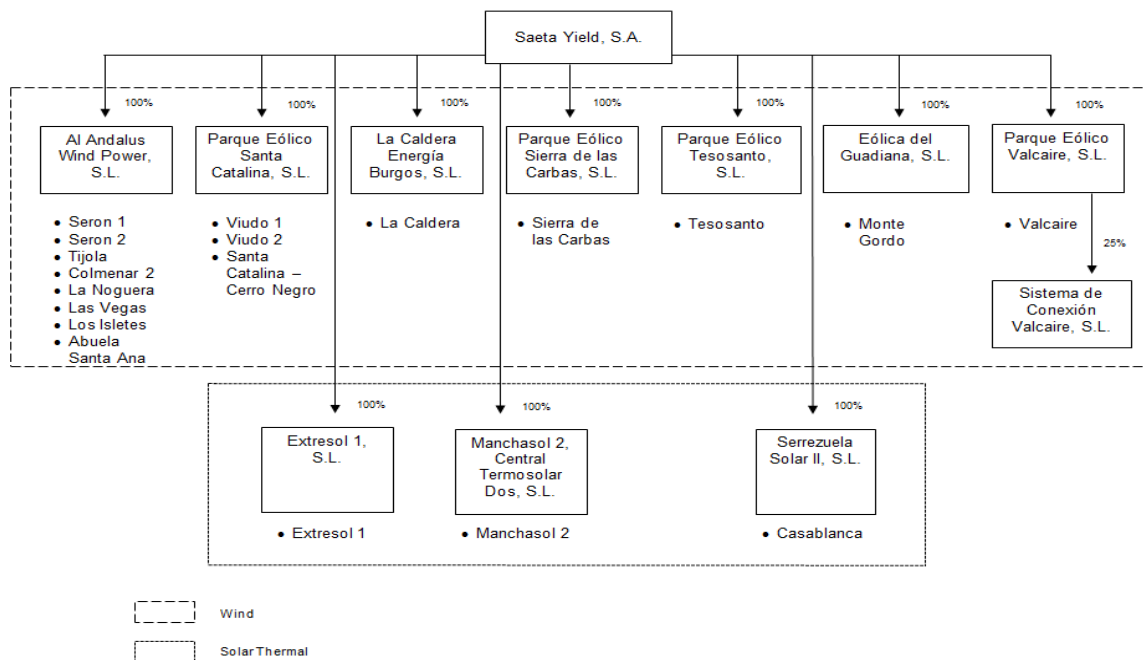 Saeta Yield, S.A.
100%
100%
100%
100%
100%
100%
100%
Al Andalus
Wind Power,
S.L.
Parque Eólico
Santa
Catalina, S.L.
La Caldera
Energía
Burgos, S.L.
Parque Eólico
Sierra de las
Carbas, S.L.
Parque Eólico
Tesosanto,
S.L.
Eólica del
Guadiana, S.L.
Parque Eólico
Valcaire, S.L.
• Seron 1
• Seron 2
• Tijola
• Colmenar 2
• La Noguera
• Las Vegas
• Los Isletes
• Abuela
Santa Ana
• Viudo 1
• Viudo 2
• Santa
Catalina –
Cerro Negro
• La Caldera
• Sierra de
las Carbas
• Tesosanto
• Monte
Gordo
• Valcaire
25%
Sistema de
Conexión
Valcaire, S.L.
100%
100%
100%
Extresol 1,
S.L.
Manchasol 2,
Central
Termosolar
Dos, S.L.
Serrezuela
Solar II, S.L.
• Extresol 1
• Manchasol 2
• Casablanca
Wind
Solar Thermal